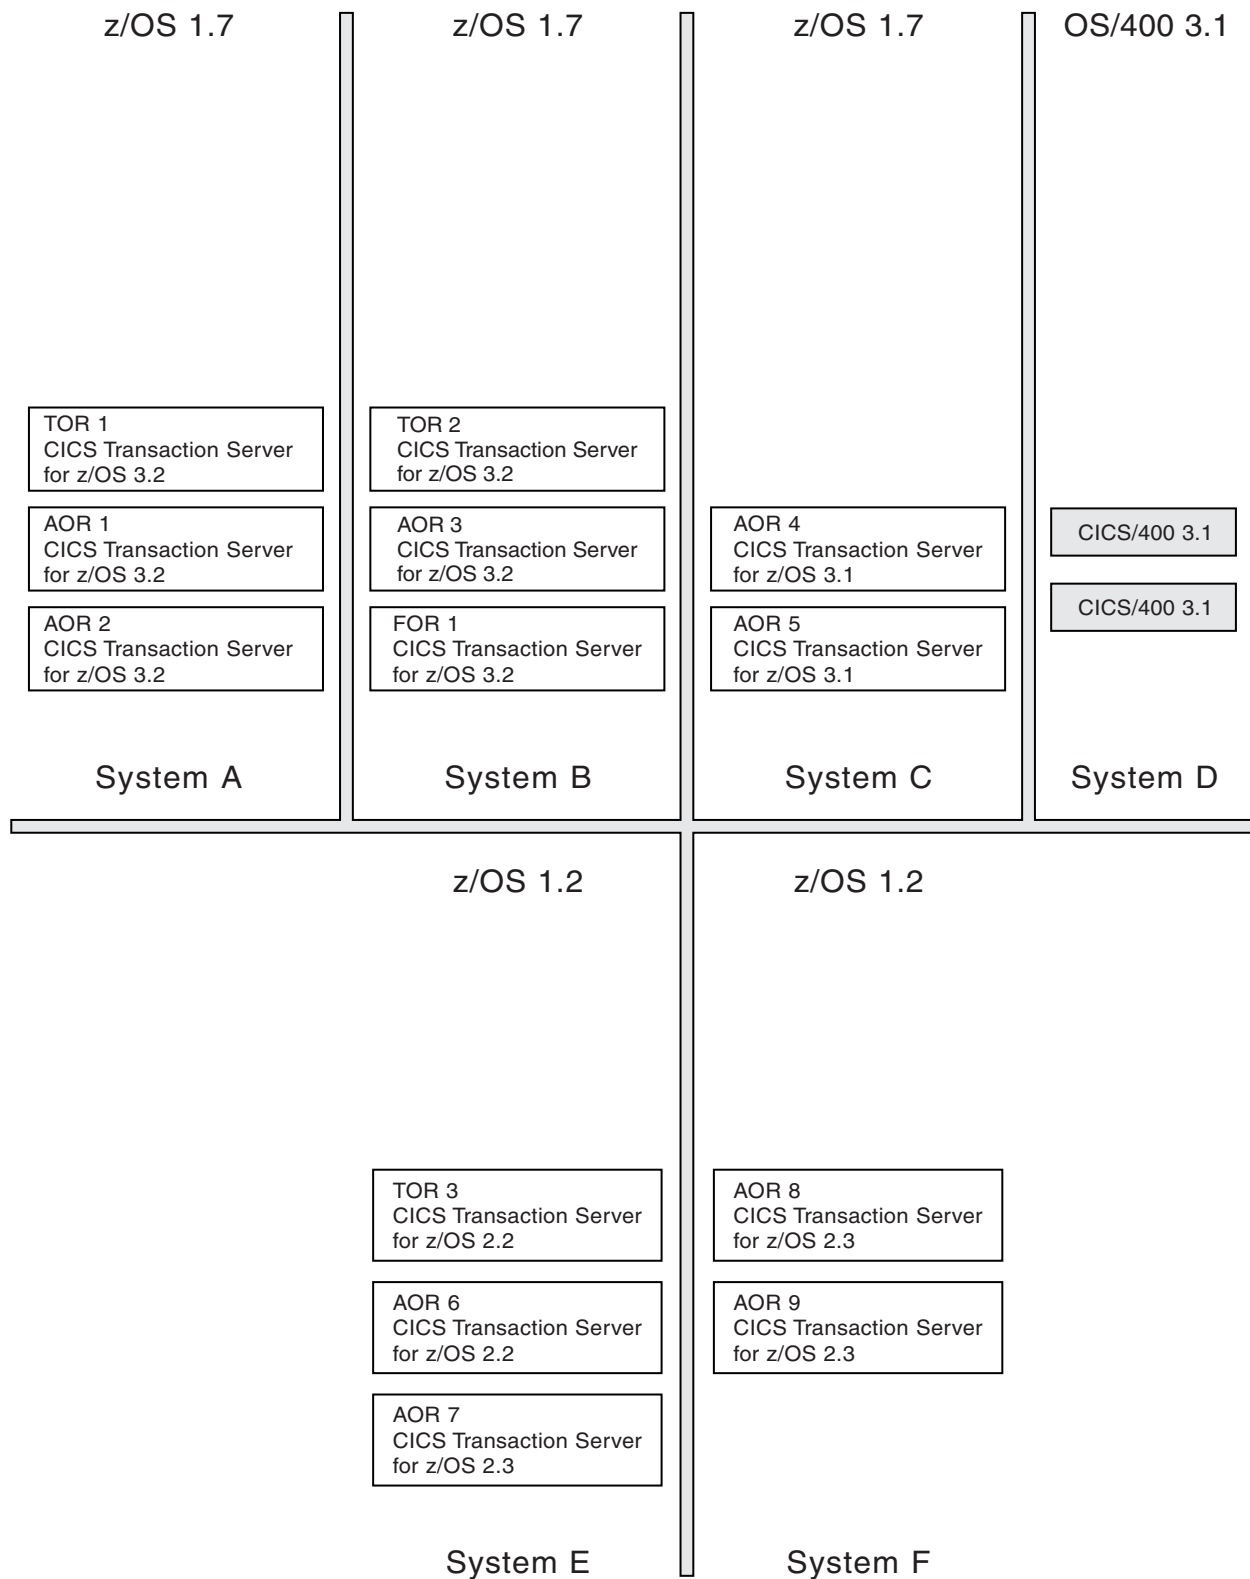 z/OS 1.7
z/OS 1.7
z/OS 1.7
OS/400 3.1
TOR 1
CICS Transaction Server
for z/OS 3.2
AOR 1
CICS Transaction Server
for z/OS 3.2
AOR 2
CICS Transaction Server
for z/OS 3.2
System A
TOR 2
CICS Transaction Server
for z/OS 3.2
AOR 3
CICS Transaction Server
for z/OS 3.2
FOR 1
CICS Transaction Server
for z/OS 3.2
System B
AOR 4
CICS Transaction Server
for z/OS 3.1
AOR 5
CICS Transaction Server
for z/OS 3.1
System C
CICS/400 3.1
CICS/400 3.1
System D
z/OS 1.2
z/OS 1.2
TOR 3
CICS Transaction Server
for z/OS 2.2
AOR 6
CICS Transaction Server
for z/OS 2.2
AOR 7
CICS Transaction Server
for z/OS 2.3
System E
AOR 8
CICS Transaction Server
for z/OS 2.3
AOR 9
CICS Transaction Server
for z/OS 2.3
System F